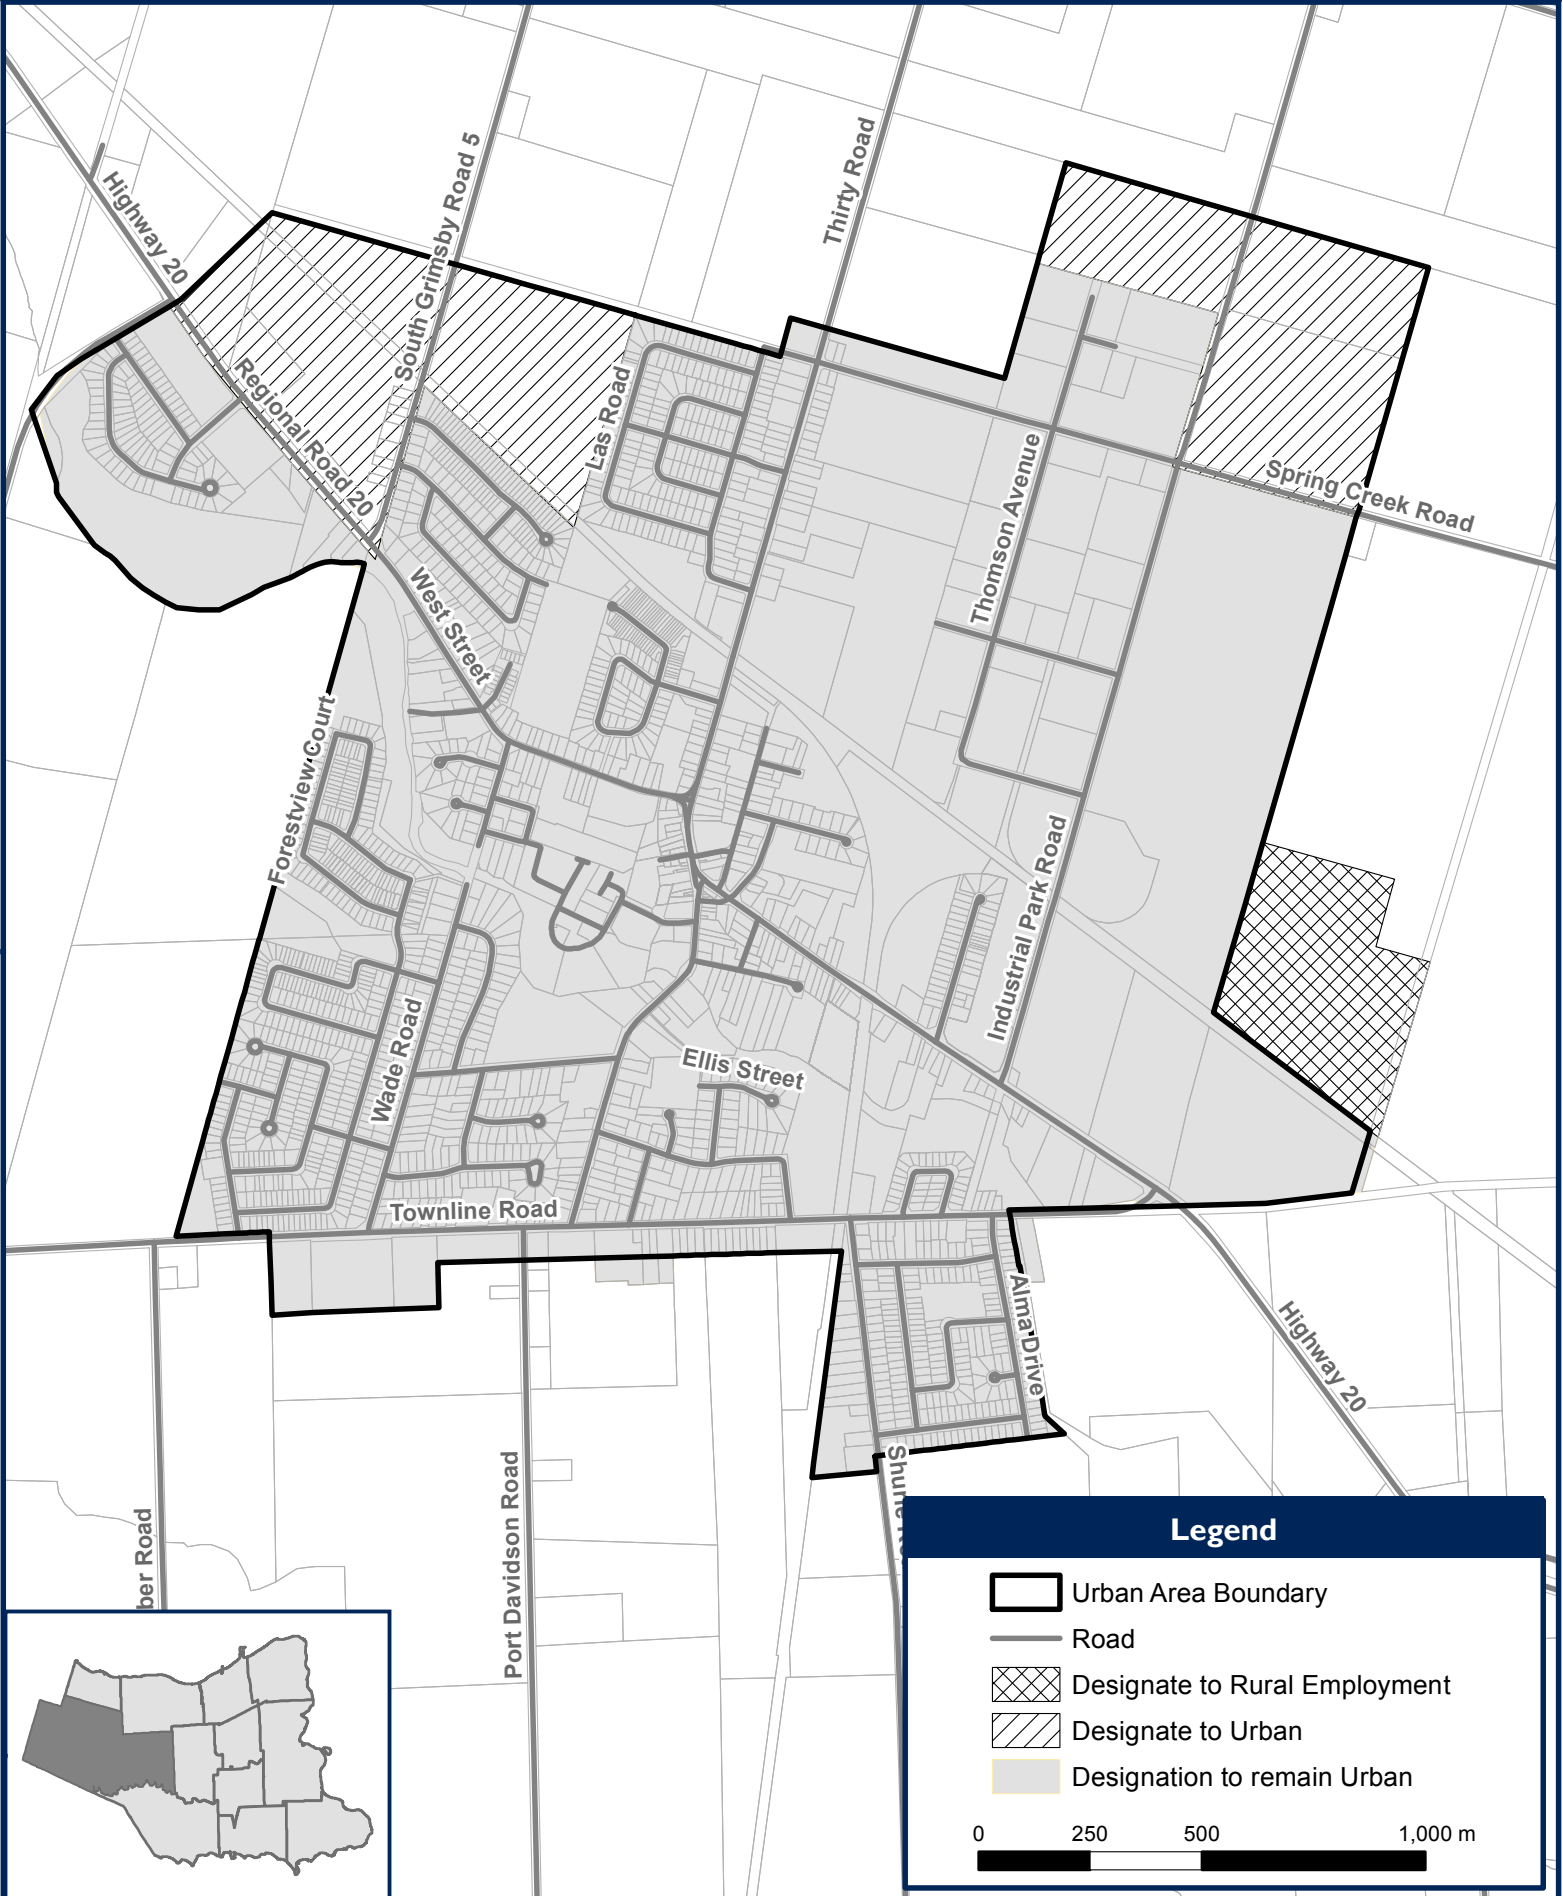 South Grimsby Road 5
Thirty Road
Highway 20
Regional Road 20
Las Road
Thomson Avenue
Spring Creek Road
West Street
Forestview Court
Industrial Park Road
Wade Road
Ellis Street
Townline Road
Alma Drive
Highway 20
Port Davidson Road
ber Road
Legend
Urban Area Boundary
Road
Designate to Rural Employment
Designate to Urban
Designation to remain Urban
0 250 500 1,000 m